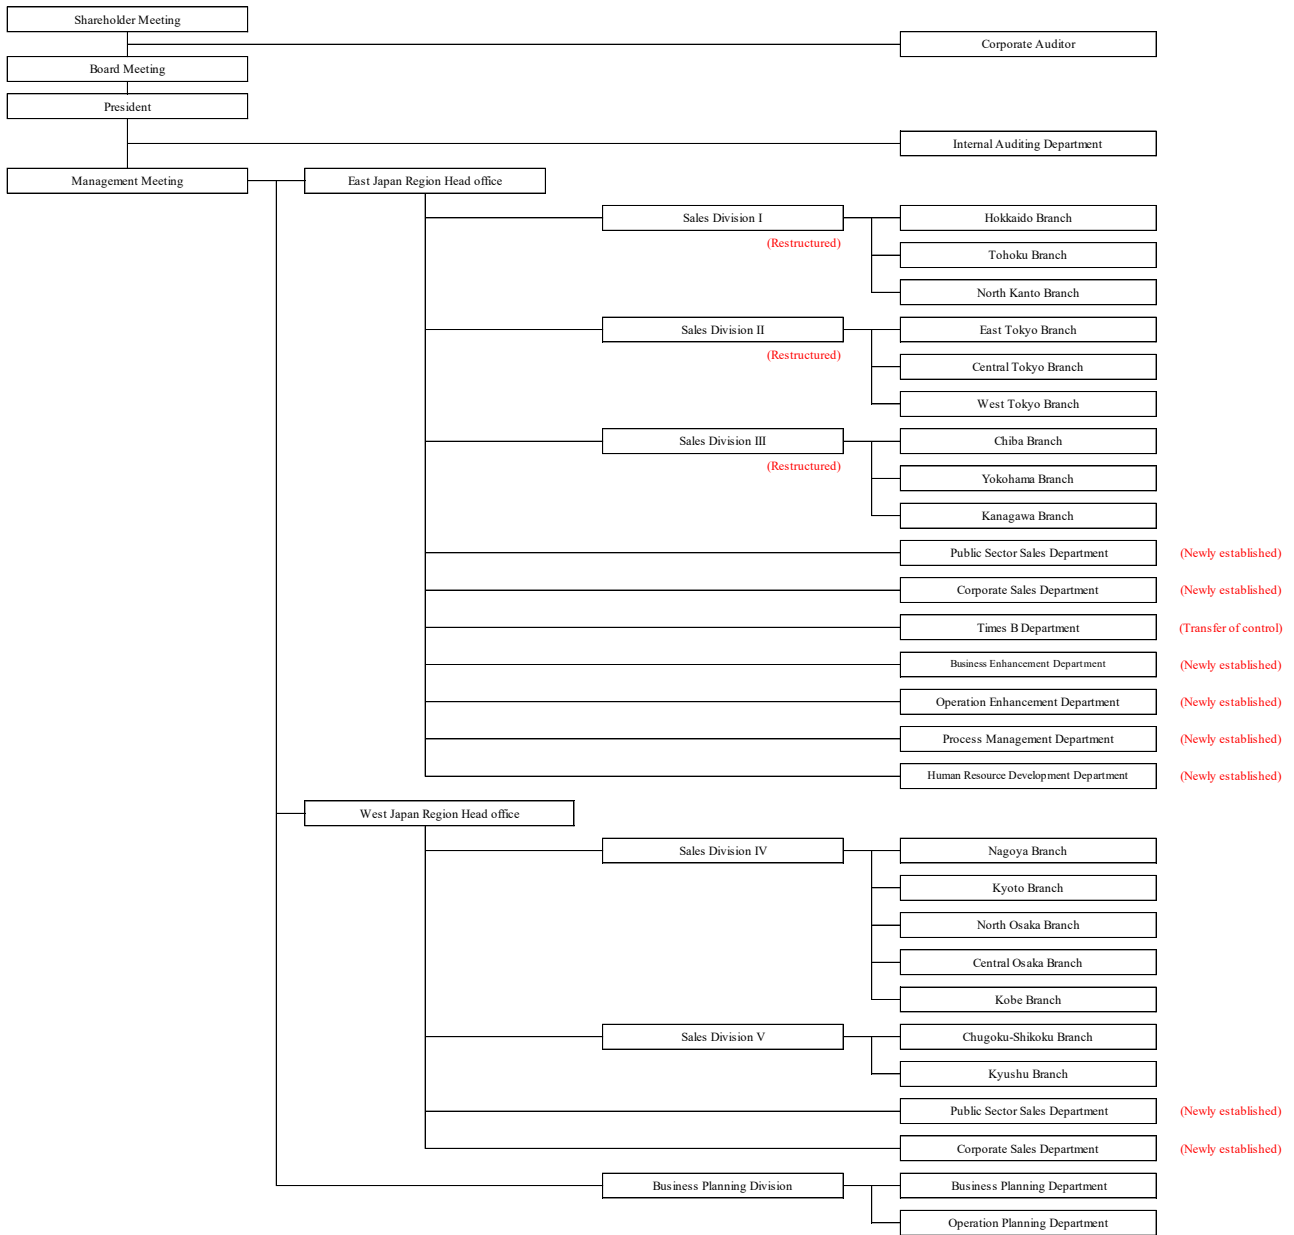 Shareholder Meeting
Corporate Auditor
Board Meeting
President
Internal Auditing Department
Management Meeting
East Japan Region Head office
Sales Division I
Hokkaido Branch
(Restructured)
Tohoku Branch
North Kanto Branch
Sales Division II
East Tokyo Branch
(Restructured)
Central Tokyo Branch
West Tokyo Branch
Sales Division III
Chiba Branch
(Restructured)
Yokohama Branch
Kanagawa Branch
Public Sector Sales Department
(Newly established)
Corporate Sales Department
(Newly established)
Times B Department
(Transfer of control)
Business Enhancement Department
(Newly established)
Operation Enhancement Department
(Newly established)
Process Management Department
(Newly established)
Human Resource Development Department
(Newly established)
West Japan Region Head office
Sales Division IV
Nagoya Branch
Kyoto Branch
North Osaka Branch
Central Osaka Branch
Kobe Branch
Sales Division V
Chugoku-Shikoku Branch
Kyushu Branch
Public Sector Sales Department
(Newly established)
Corporate Sales Department
(Newly established)
Business Planning Division
Business Planning Department
Operation Planning Department